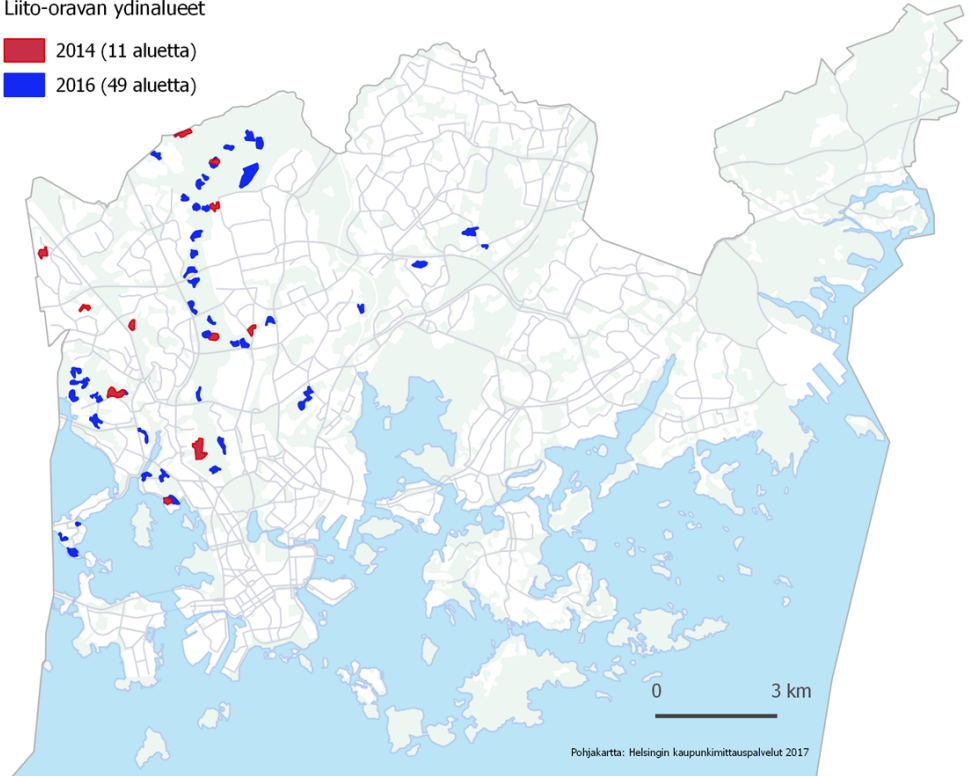 Liito-oravan ydinalueet
2014 (11 aluetta)
2016 (49 aluetta)
0 3 km
Pohjakartta: Helsingin kaupunkimittauspalvelut 2017